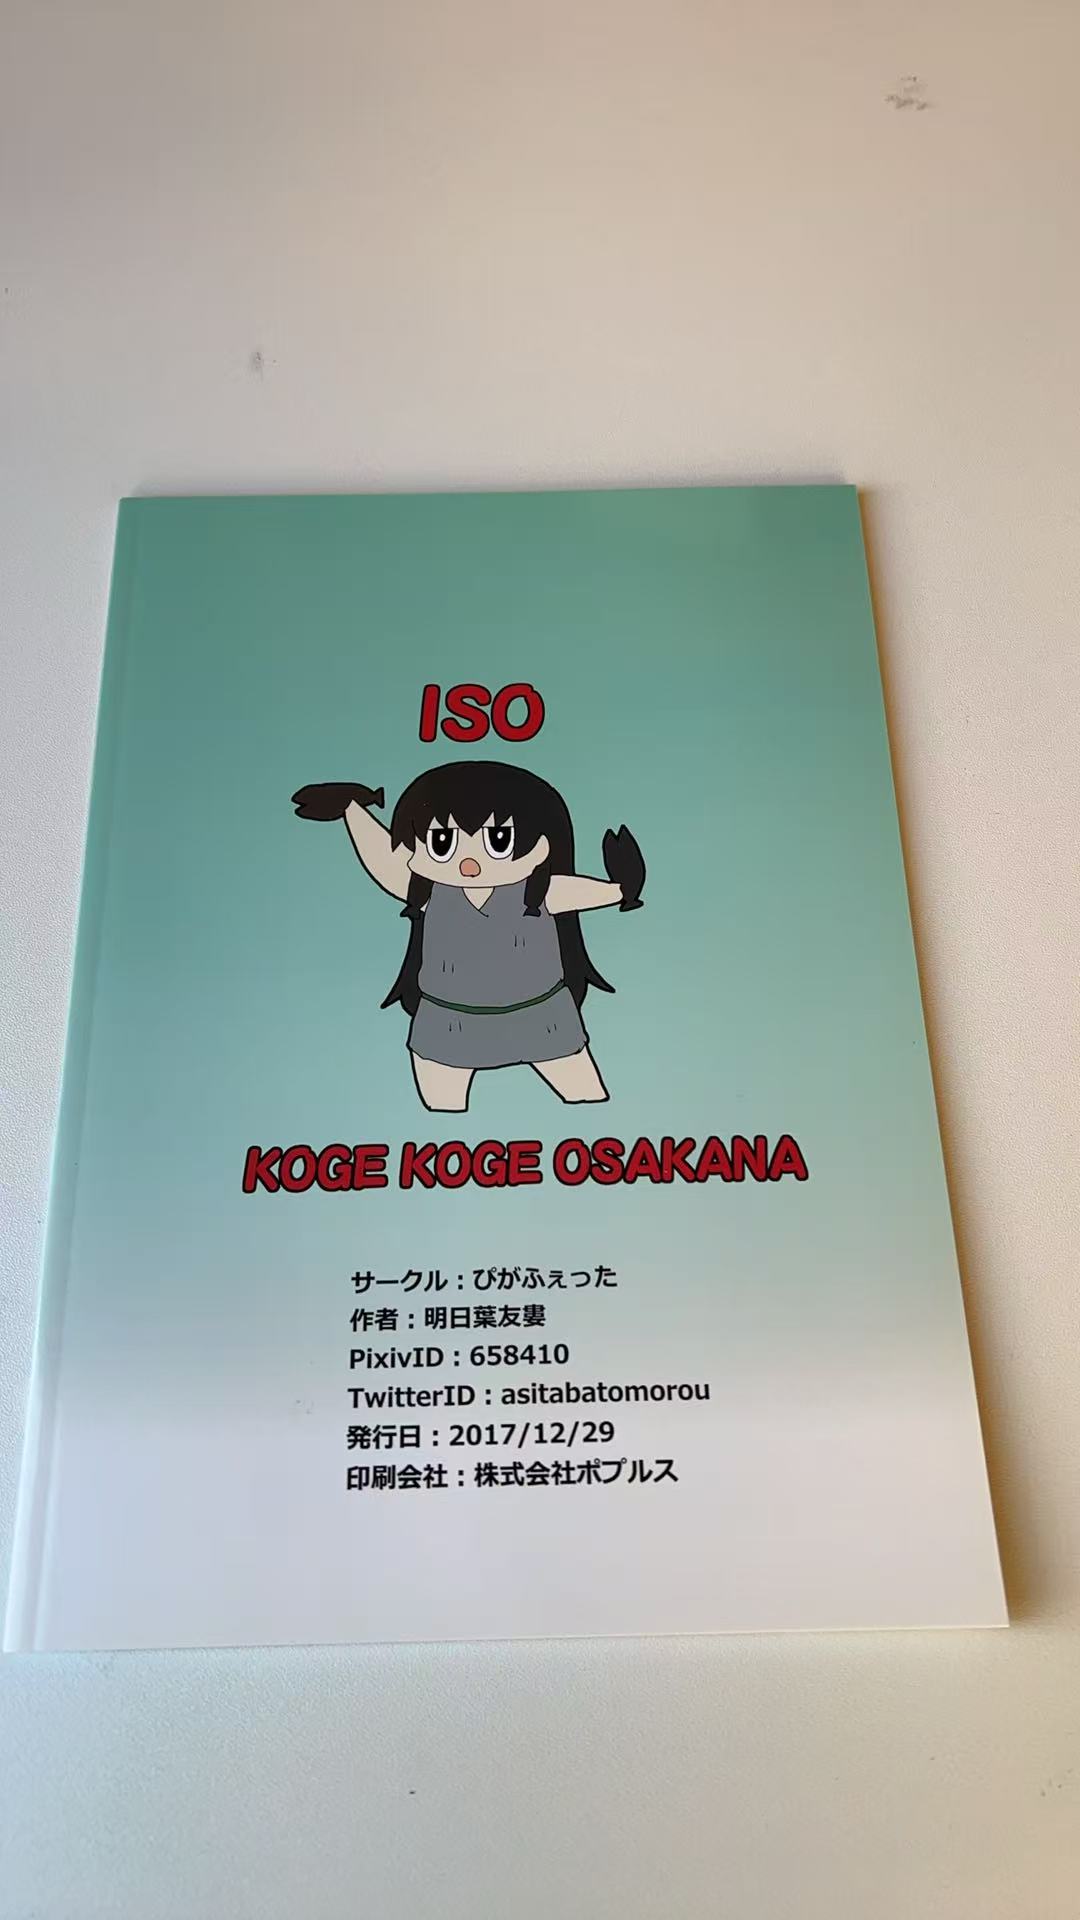 ISO
KOGE KOGE OSAKANA
サークル：ぴがふぇった
作者：明日葉友婁
PixivID：658410
TwitterID：asitabatomorou
発行日：2017/12/29
印刷会社：株式会社ポプルス